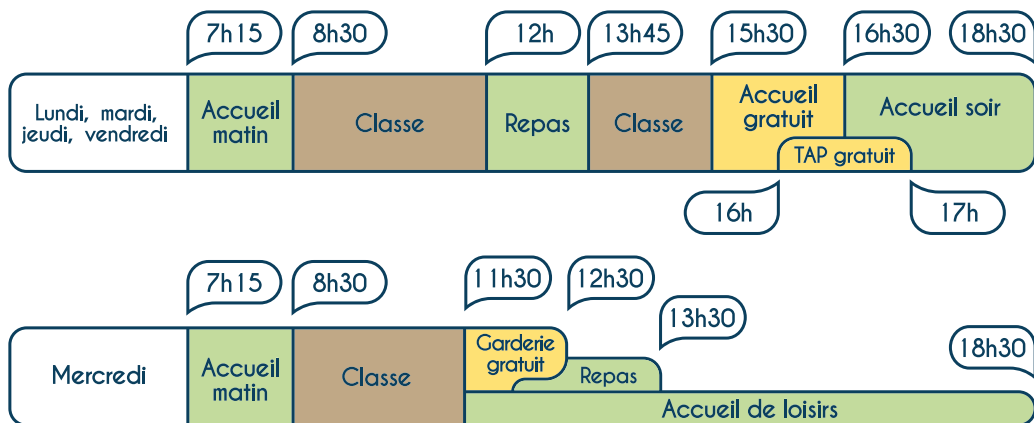 7h15 8h30 12h 13h45 15h30 16h30 18h30
Lundi, mardi,
jeudi, vendredi
Accueil
matin
Classe
Repas
Classe
Accueil
gratuit
Accueil soir
TAP gratuit
16h 17h
7h15 8h30 11h30 12h30
13h30
18h30
Mercredi
Accueil
matin
Classe
Garderie
gratuit
Repas
Accueil de loisirs